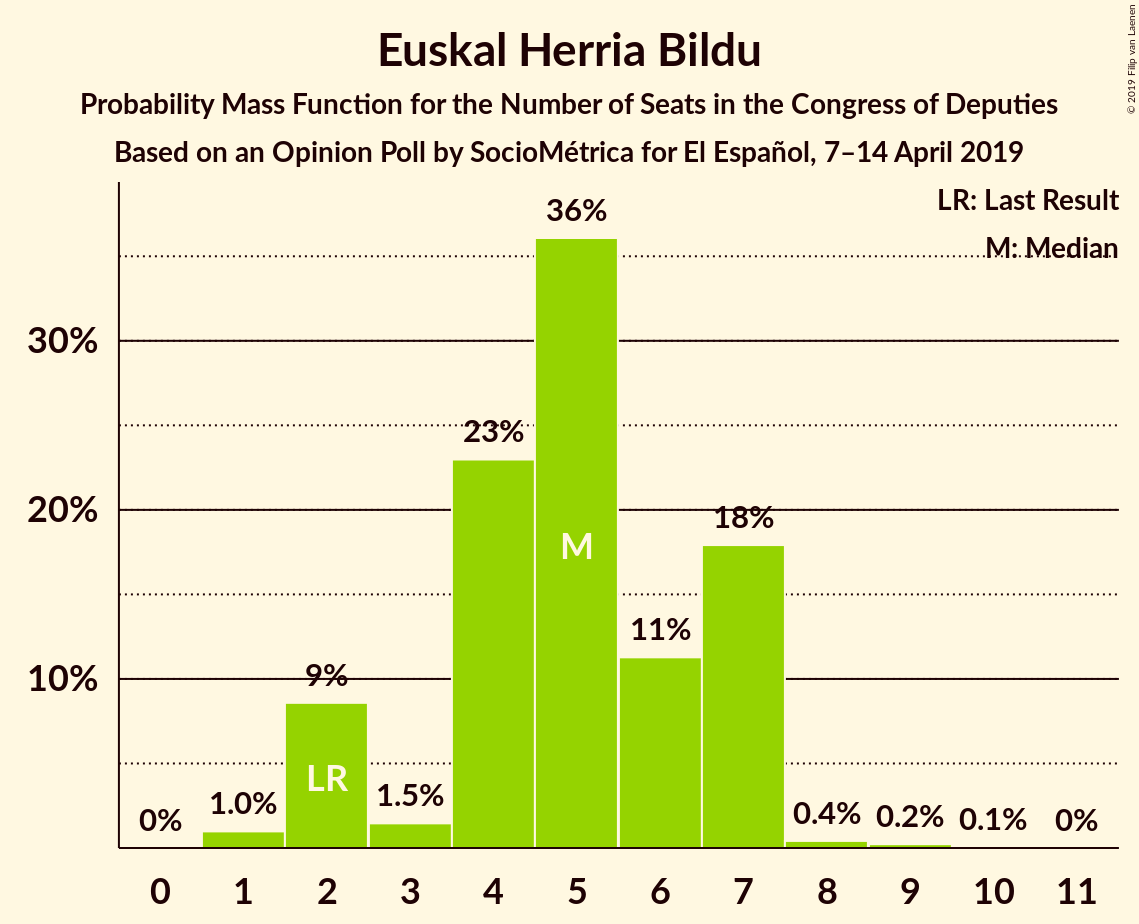 Euskal Herria Bildu
Probability Mass Function for the Number of Seats in the Congress of Deputies
Based on an Opinion Poll by SocioMétrica for El Español, 7–14 April 2019
© 2019 Filip van Laenen
LR: Last Result
M: Median
36%
30%
23%
20%
18%
M
11%
10%
9%
LR
0%
1.0%
1.5%
0.4%
0.2%
0.1%
0%
0 1 2 3 4 5 6 7 8 9 10 11